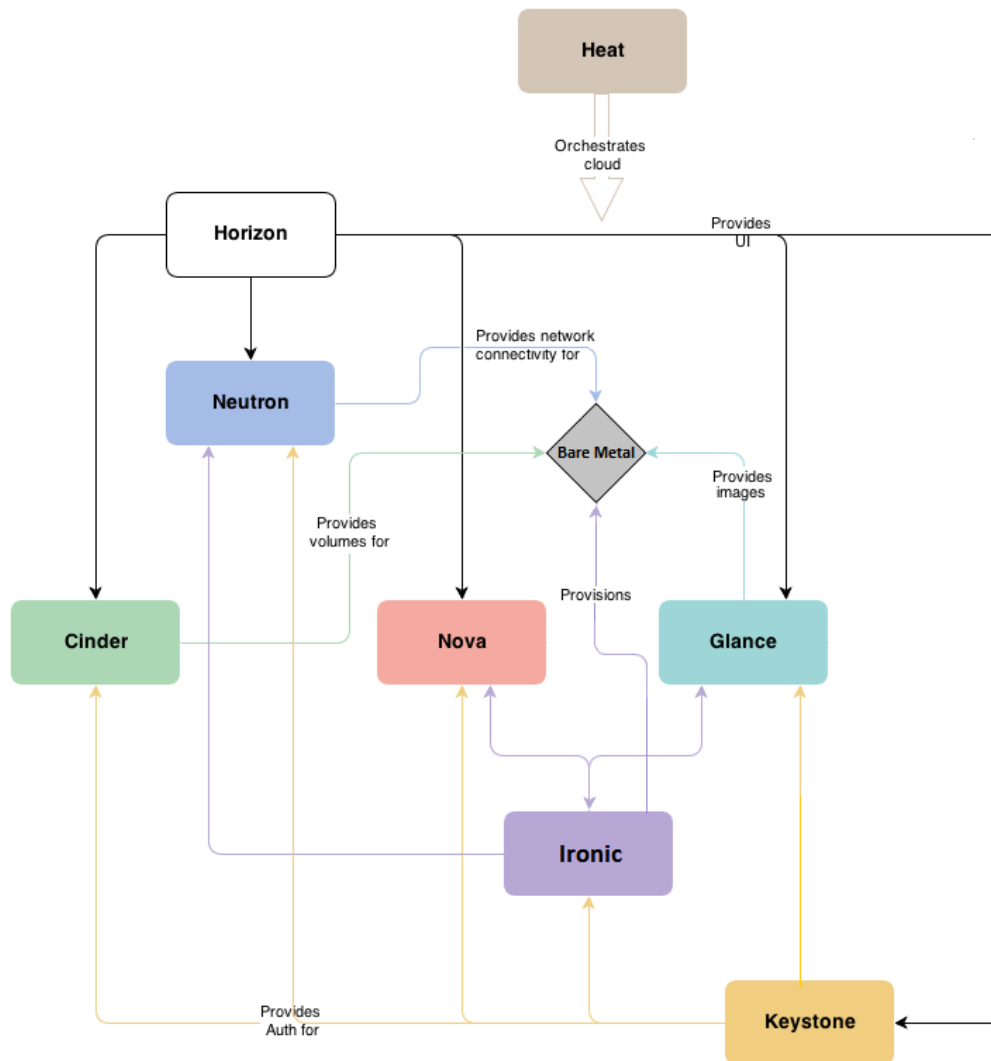 Heat
Orchestrates
cloud
Horizon
Provides
UI
Provides network
connectivity for
Neutron
Bare Metal
Provides
images
Provides
volumes for
Provisions
Cinder
Nova
Glance
Ironic
Provides
Auth for
Keystone